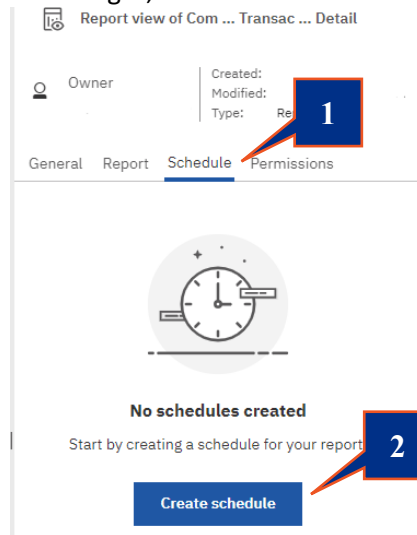 Report view of Com ... Transac ... Detail
Owner
Created:
Modified:
Type: Re
1
General Report Schedule Permissions
No schedules created
Start by creating a schedule for your report
2
Create schedule